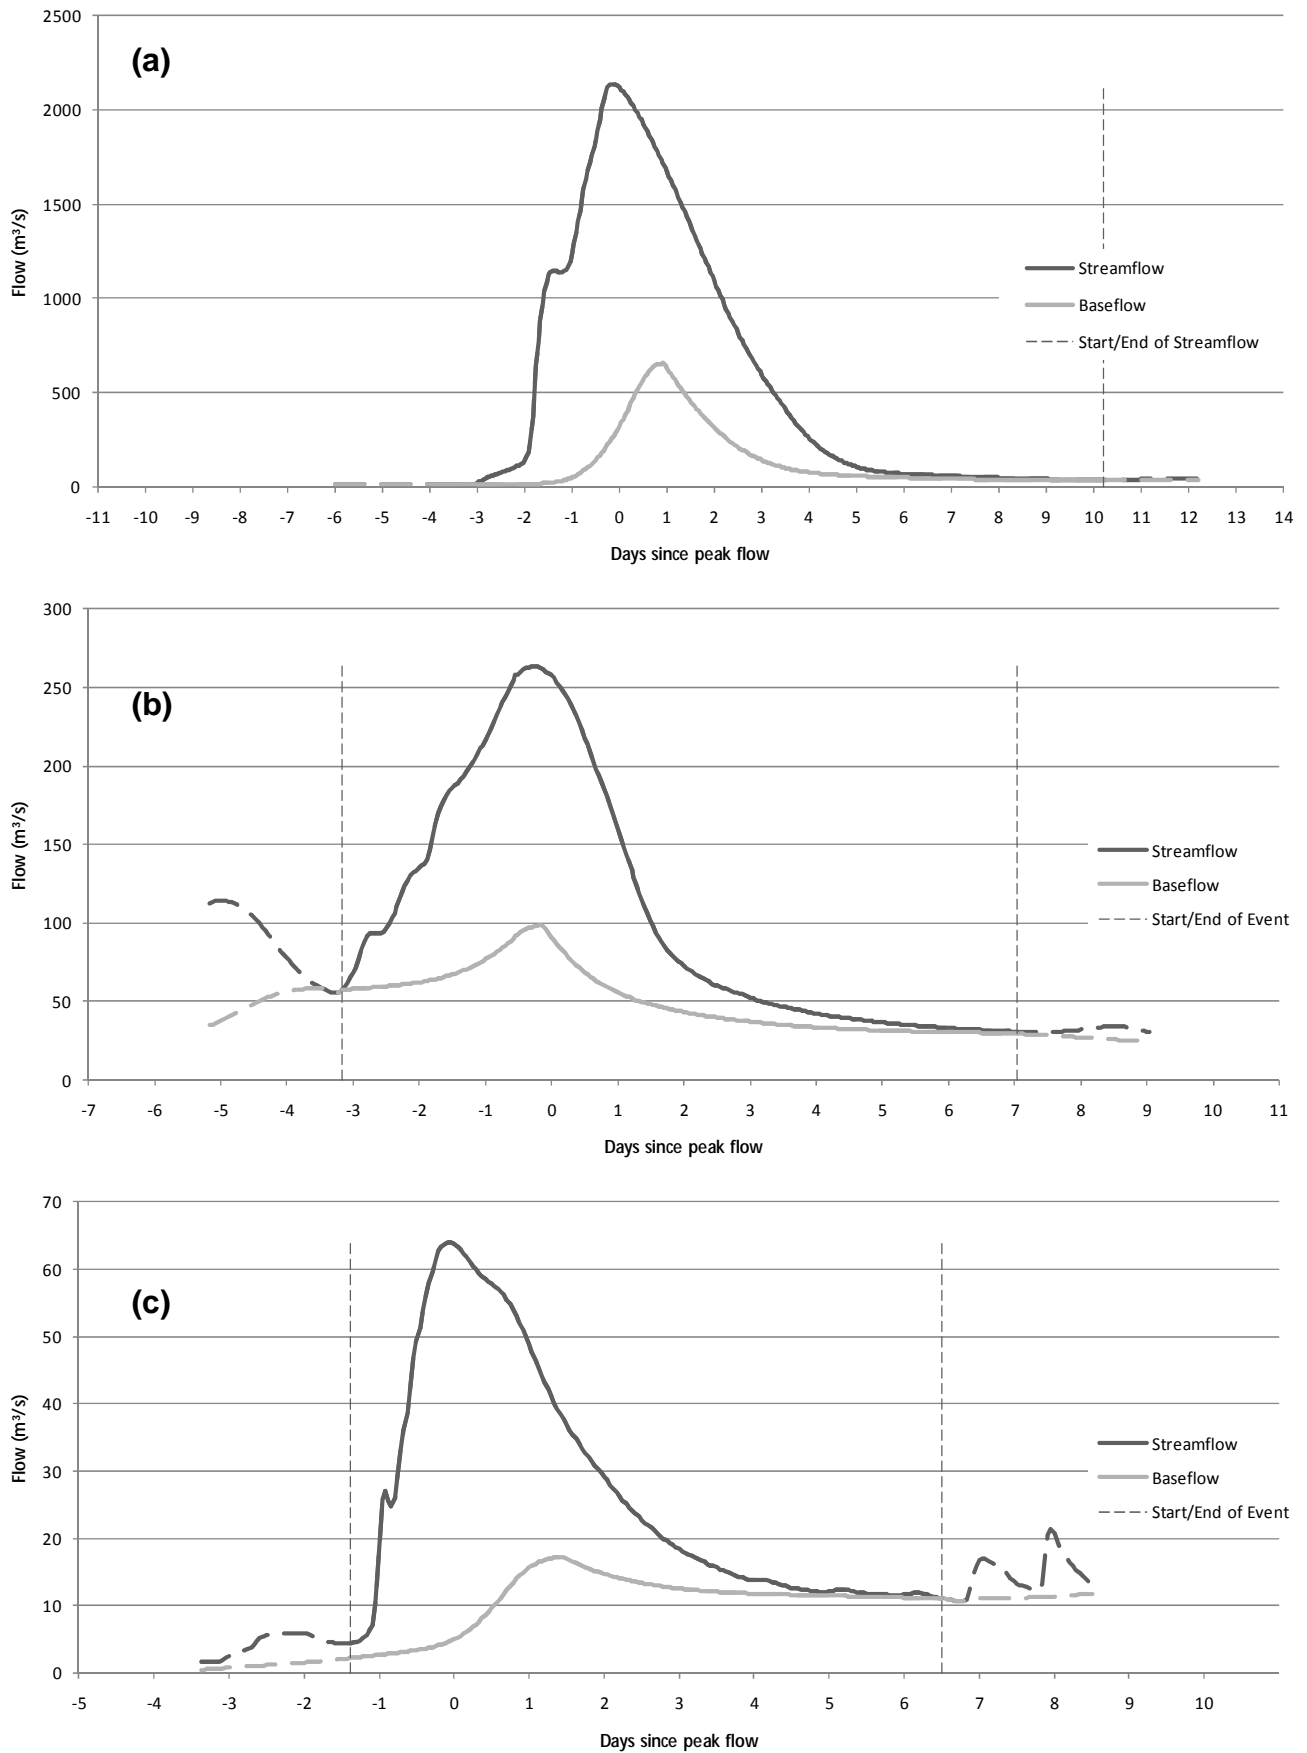 2500
(a)
2000
1500
1000
500
0
Flow (m³/s)
Streamflow
Baseflow
Start/End of Streamflow
-11 -10 -9 -8 -7 -6 -5 -4 -3 -2 -1 0 1 2 3 4 5 6 7 8 9 10 11 12 13 14
Days since peak flow
300
250
(b)
200
150
100
50
0
Flow (m³/s)
Streamflow
Baseflow
Start/End of Event
-7 -6 -5 -4 -3 -2 -1 0 1 2 3 4 5 6 7 8 9 10 11
Days since peak flow
70
60
(c)
50
40
30
20
10
0
Flow (m³/s)
Streamflow
Baseflow
Start/End of Event
-5 -4 -3 -2 -1 0 1 2 3 4 5 6 7 8 9 10
Days since peak flow